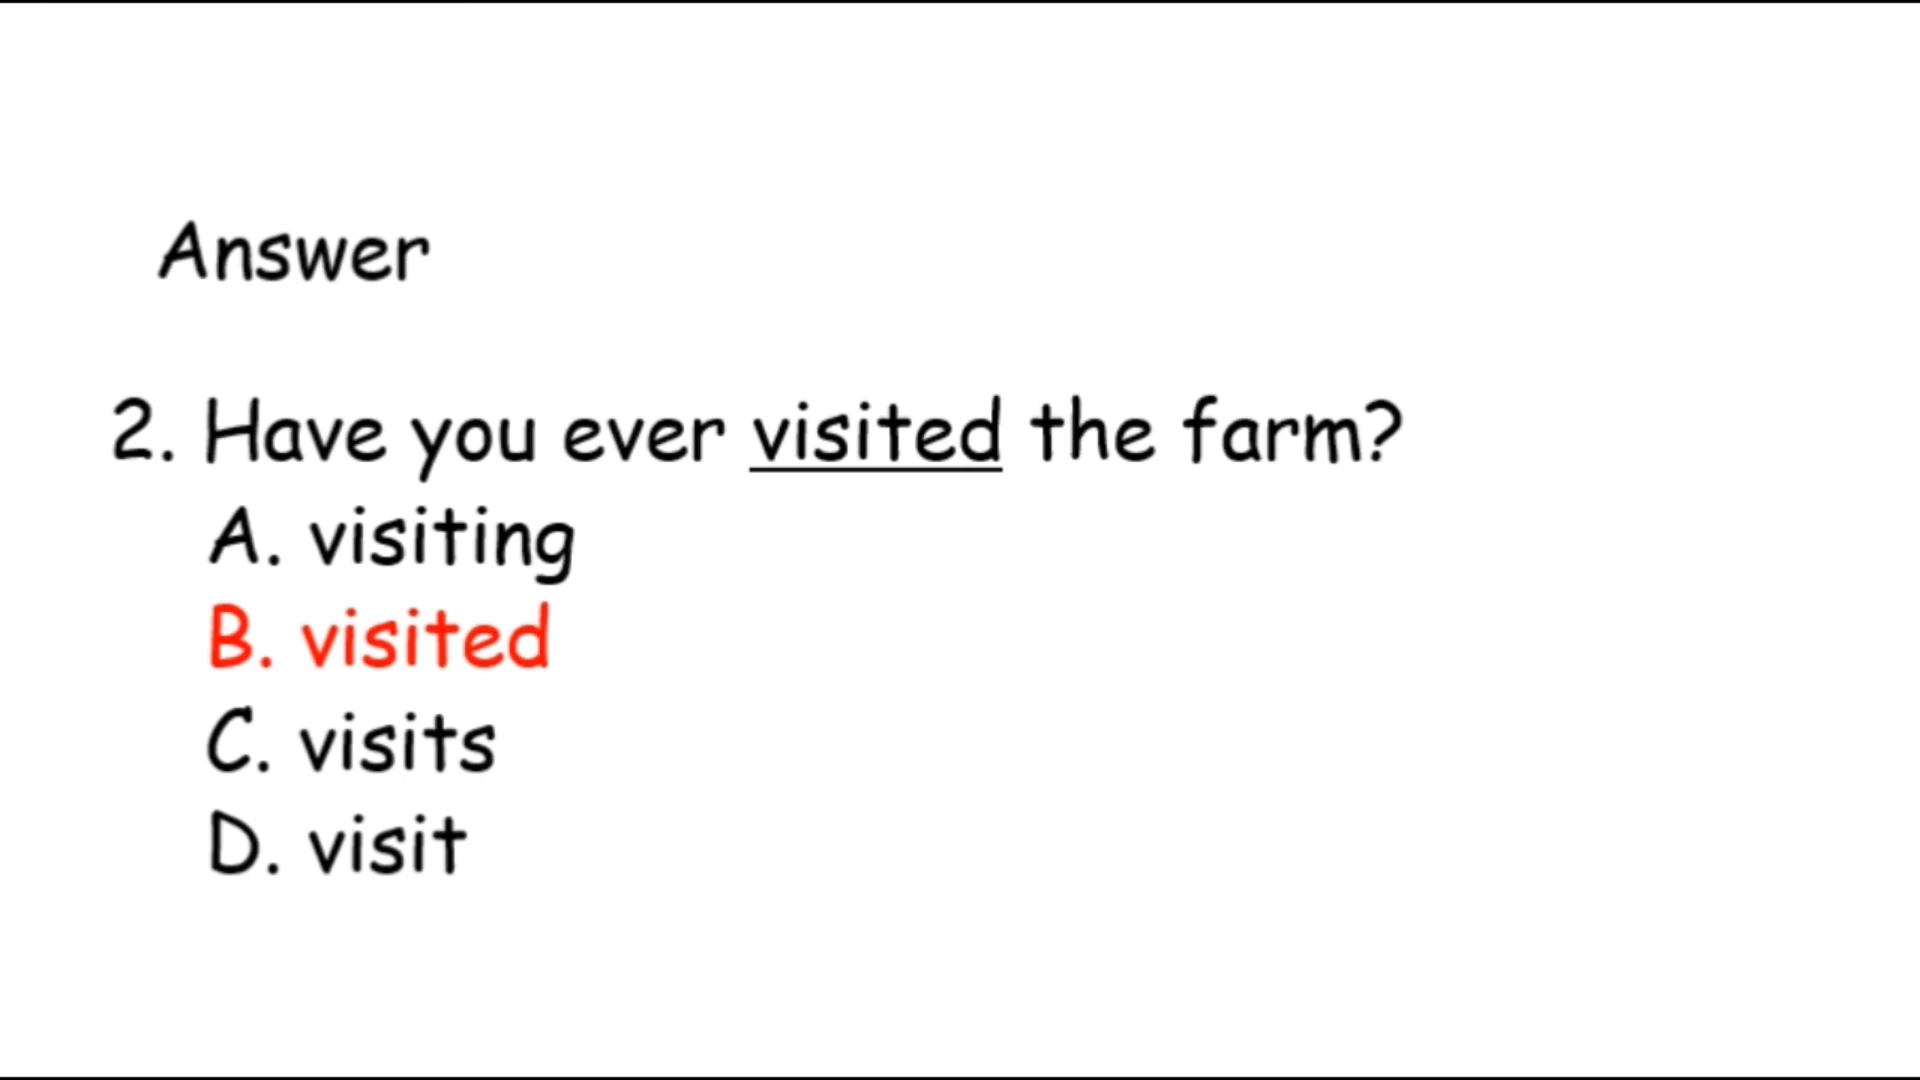 Answer
2. Have you ever visited the farm?
A. visiting
B. visited
C. visits
D. visit